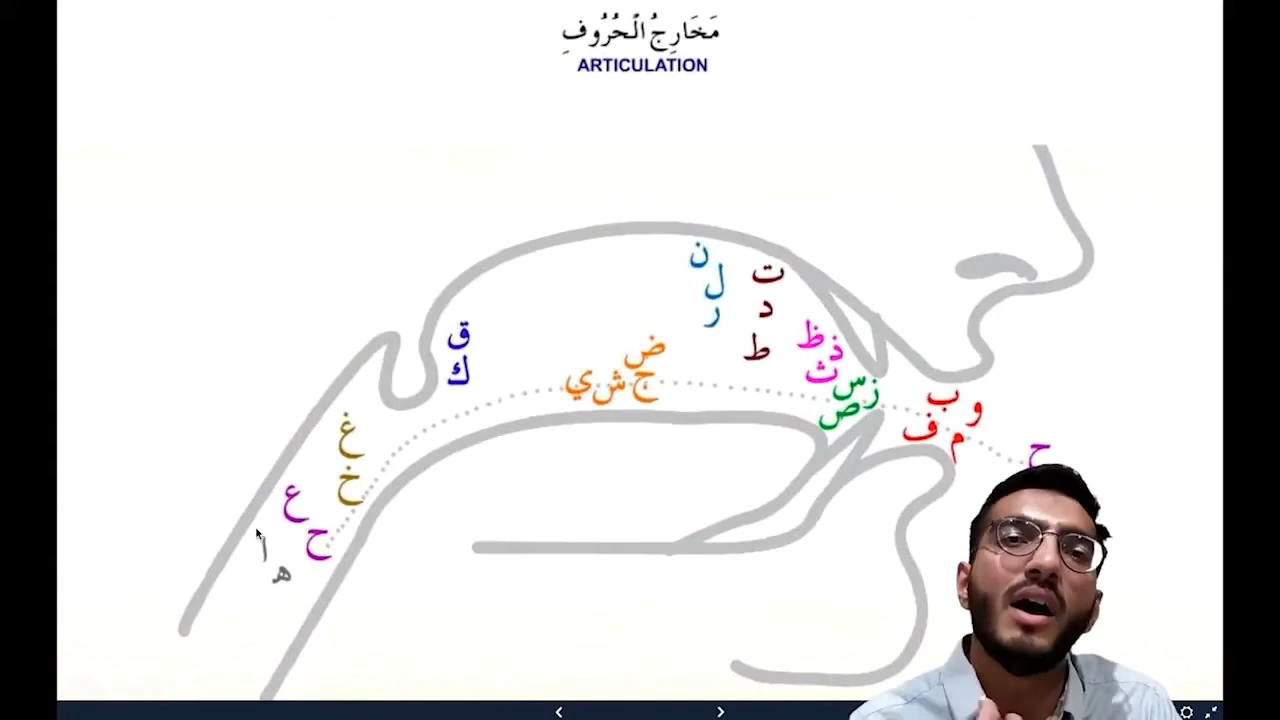 مَخَارِجُ الْحُرُوفِ
ARTICULATION
ن
ل
ر
ت
د
ط
ظ
ذ
ث
ز
س
ص
ق
ك
ض
ج
ش
ي
ب
و
ف
م
ح
غ
خ
ع
ح
ا
ه